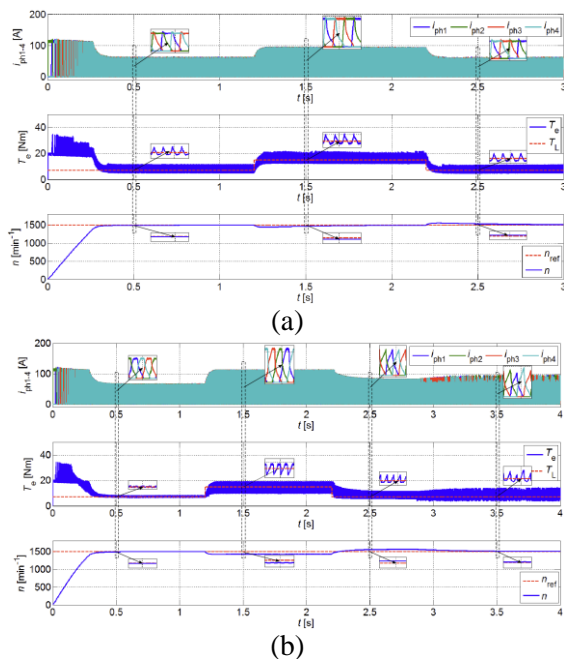 200
100
0
i_ph1-4 [A]
i_ph1 i_ph2 i_ph3 i_ph4
0 0.5 1 1.5 2 2.5 3
t [s]
40
20
0
T_e [Nm]
T_e
T_L
0 0.5 1 1.5 2 2.5 3
t [s]
1500
1000
500
0
n [min⁻¹]
n_ref
n
0 0.5 1 1.5 2 2.5 3
t [s]
(a)
200
100
0
i_ph1-4 [A]
i_ph1 i_ph2 i_ph3 i_ph4
0 0.5 1 1.5 2 2.5 3 3.5 4
t [s]
40
20
0
T_e [Nm]
T_e
T_L
0 0.5 1 1.5 2 2.5 3 3.5 4
t [s]
1500
1000
500
0
n [min⁻¹]
n_ref
n
0 0.5 1 1.5 2 2.5 3 3.5 4
t [s]
(b)